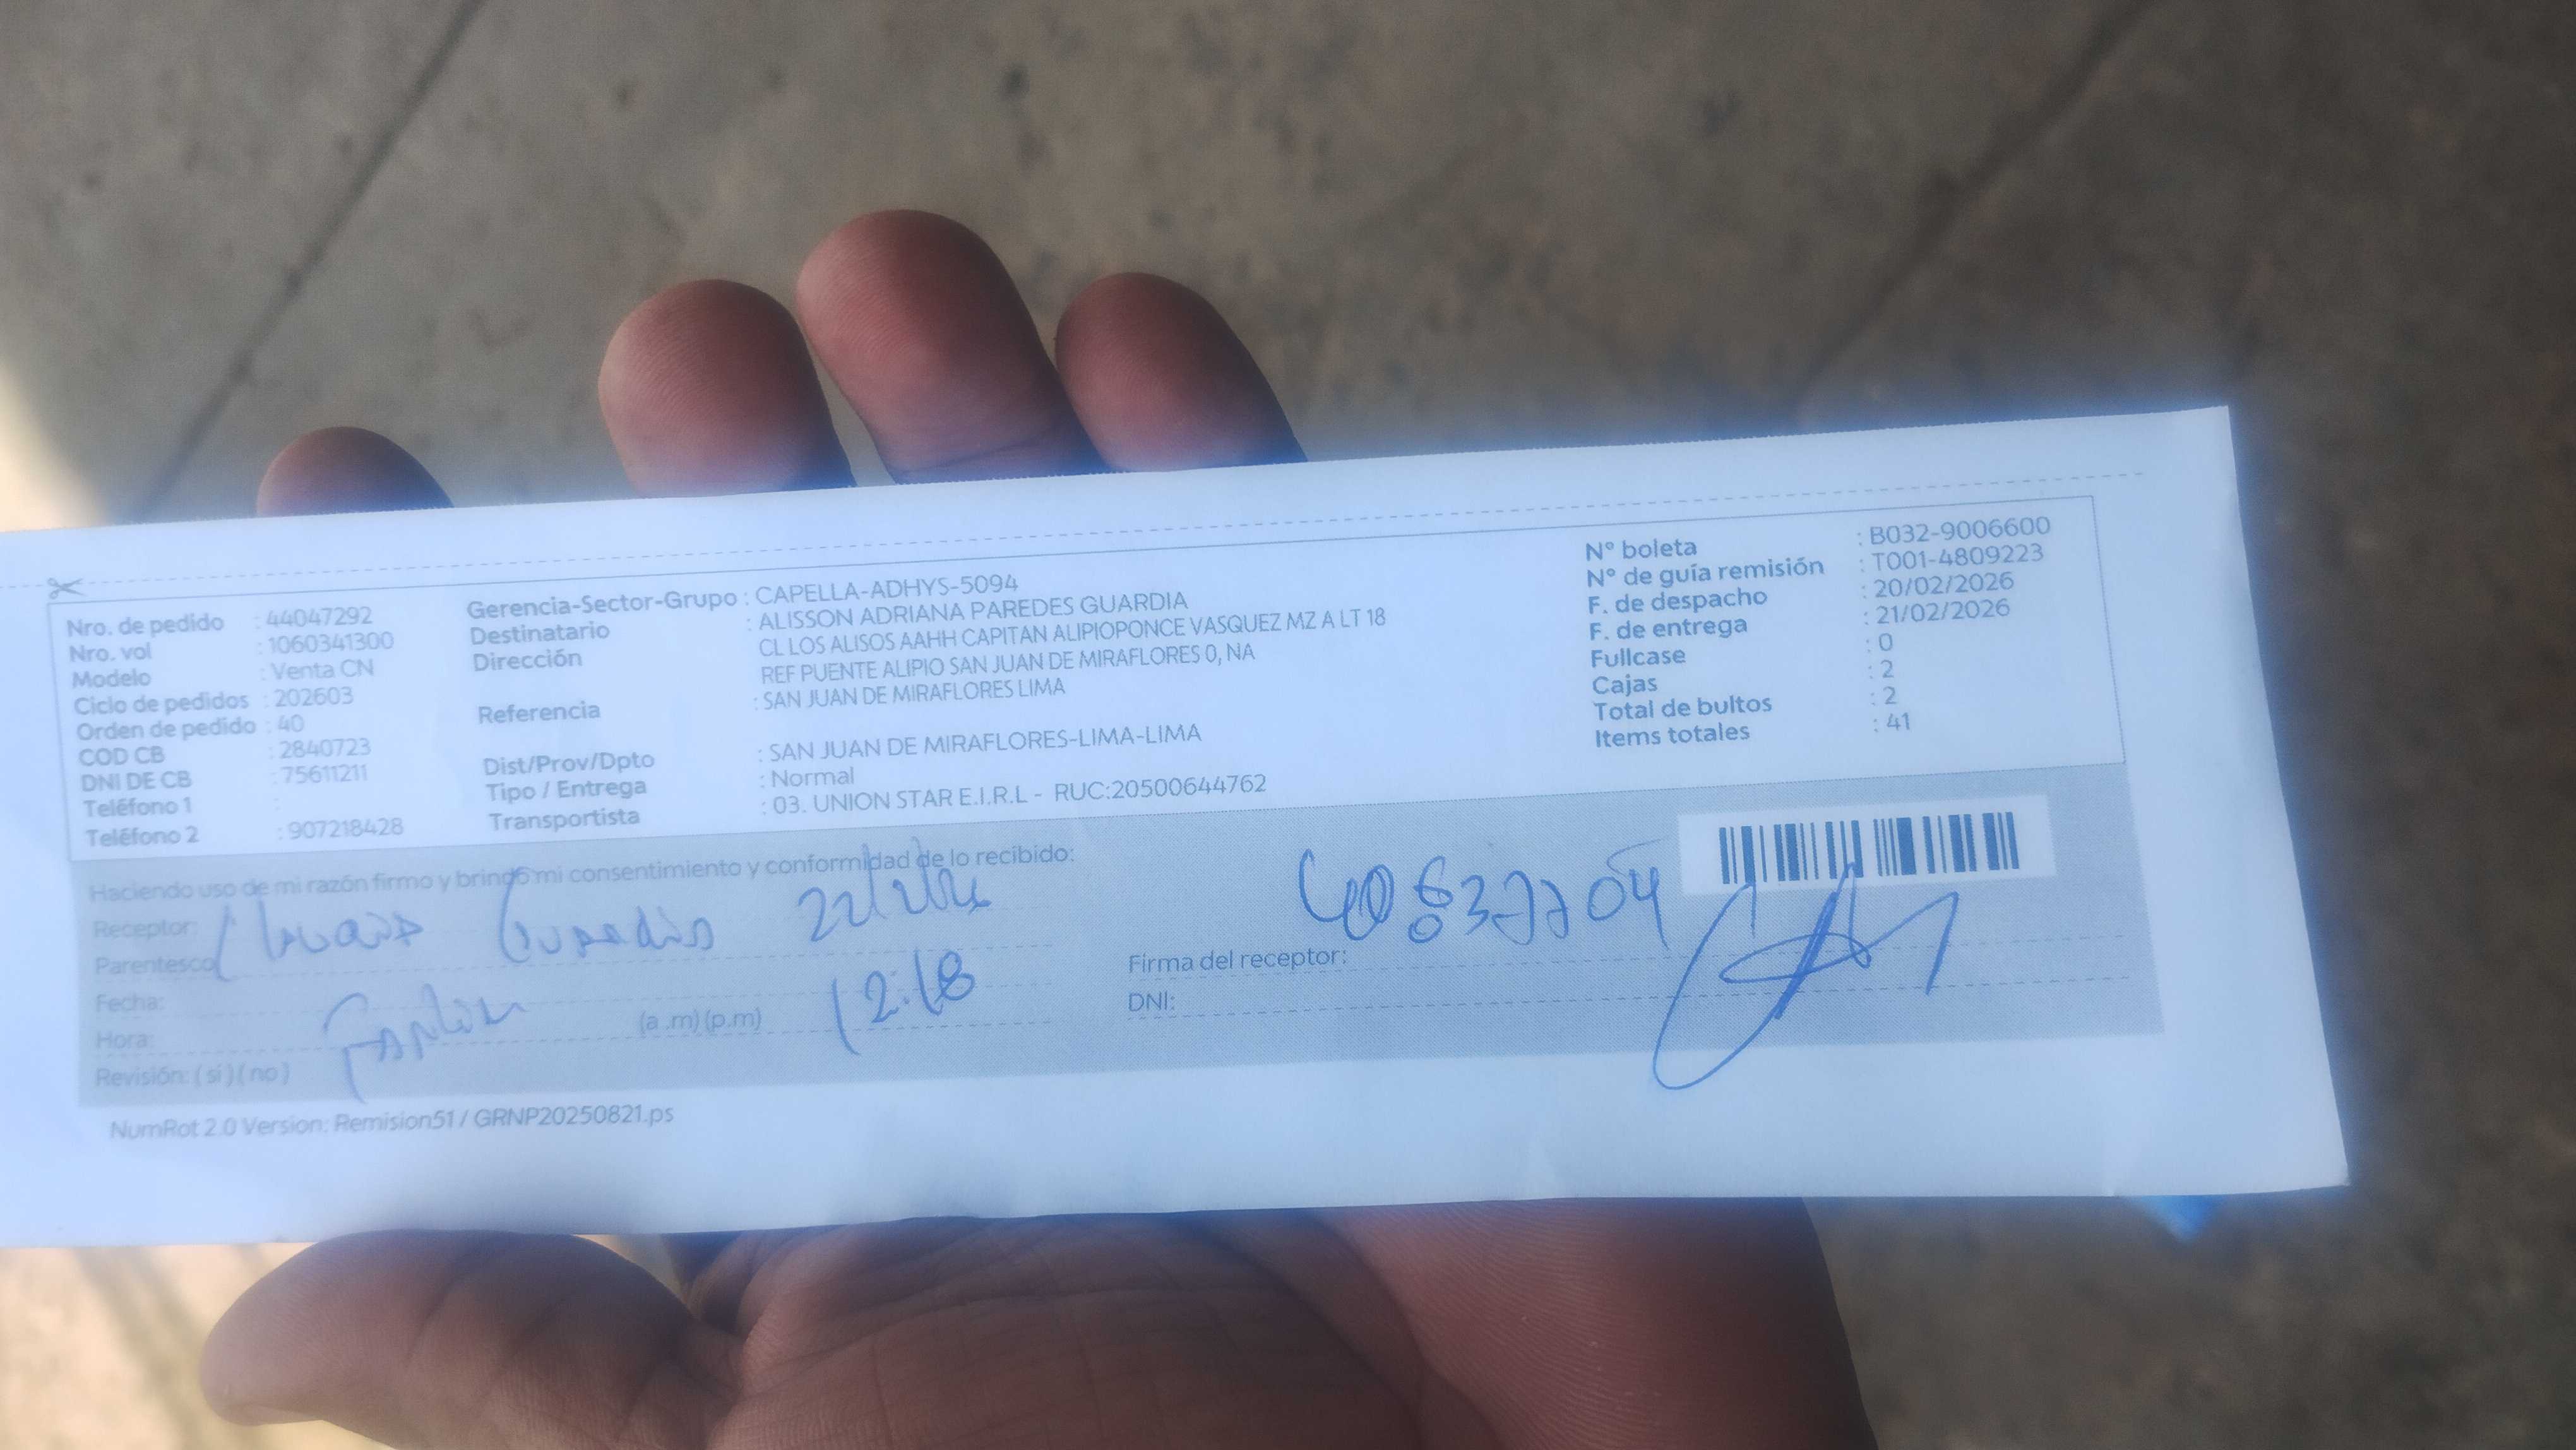 Nro. de pedido : 44047292
Nro. vol : 1060341300
Modelo : Venta CN
Ciclo de pedidos : 202603
Orden de pedido : 40
COD CB : 2840723
DNI DE CB : 75611211
Teléfono 1 :
Teléfono 2 : 907218428
Gerencia-Sector-Grupo : CAPELLA-ADHYS-5094
Destinatario : ALISSON ADRIANA PAREDES GUARDIA
Dirección : CL LOS ALISOS AAHH CAPITAN ALIPIOPONCE VASQUEZ MZ A LT 18
REF PUENTE ALIPIO SAN JUAN DE MIRAFLORES 0, NA
Referencia : SAN JUAN DE MIRAFLORES LIMA
Dist/Prov/Dpto : SAN JUAN DE MIRAFLORES-LIMA-LIMA
Tipo / Entrega : Normal
Transportista : 03. UNION STAR E.I.R.L - RUC:20500644762
N° boleta : B032-9006600
N° de guía remisión : T001-4809223
F. de despacho : 20/02/2026
F. de entrega : 21/02/2026
Fullcase : 0
Cajas : 2
Total de bultos : 2
Items totales : 41
Haciendo uso de mi razón firmo y brindo mi consentimiento y conformidad de lo recibido:
Receptor:
Parentesco
Fecha:
Hora: (a .m) (p.m) 12:18
Revisión: ( si ) ( no )
Firma del receptor:
DNI:
NumRot 2.0 Version: Remision51 / GRNP20250821.ps